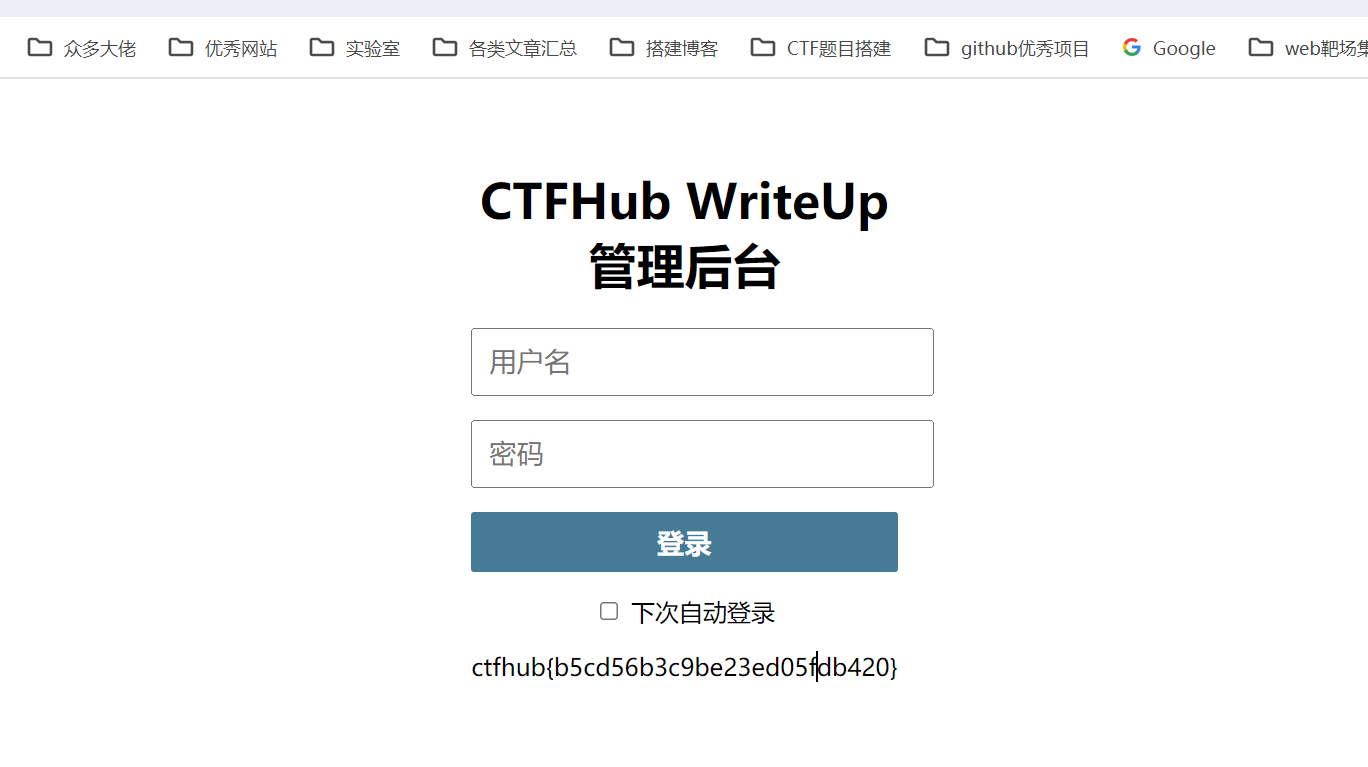 众多大佬 优秀网站 实验室 各类文章汇总 搭建博客 CTF题目搭建 github优秀项目 Google web靶场
CTFHub WriteUp
管理后台
用户名
密码
登录
下次自动登录
ctfhub{b5cd56b3c9be23ed05fdb420}